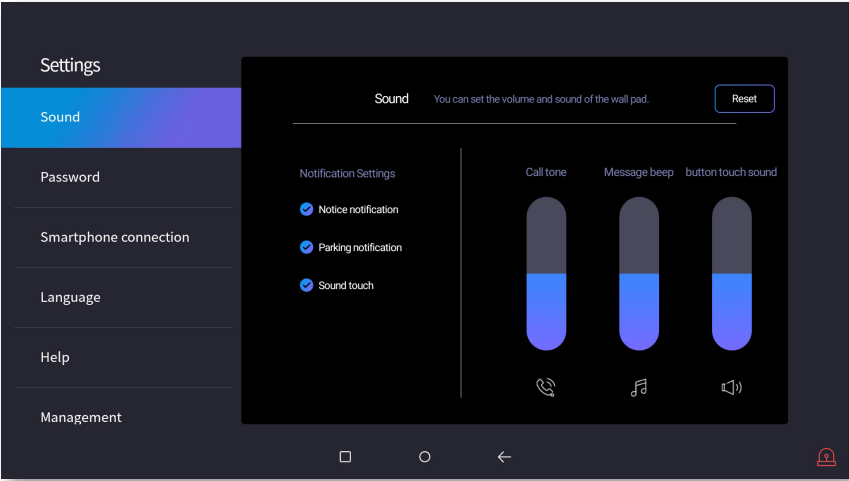 Settings
Sound
Password
Smartphone connection
Language
Help
Management
Sound
You can set the volume and sound of the wall pad.
Reset
Notification Settings
Notice notification
Parking notification
Sound touch
Call tone
Message beep
button touch sound